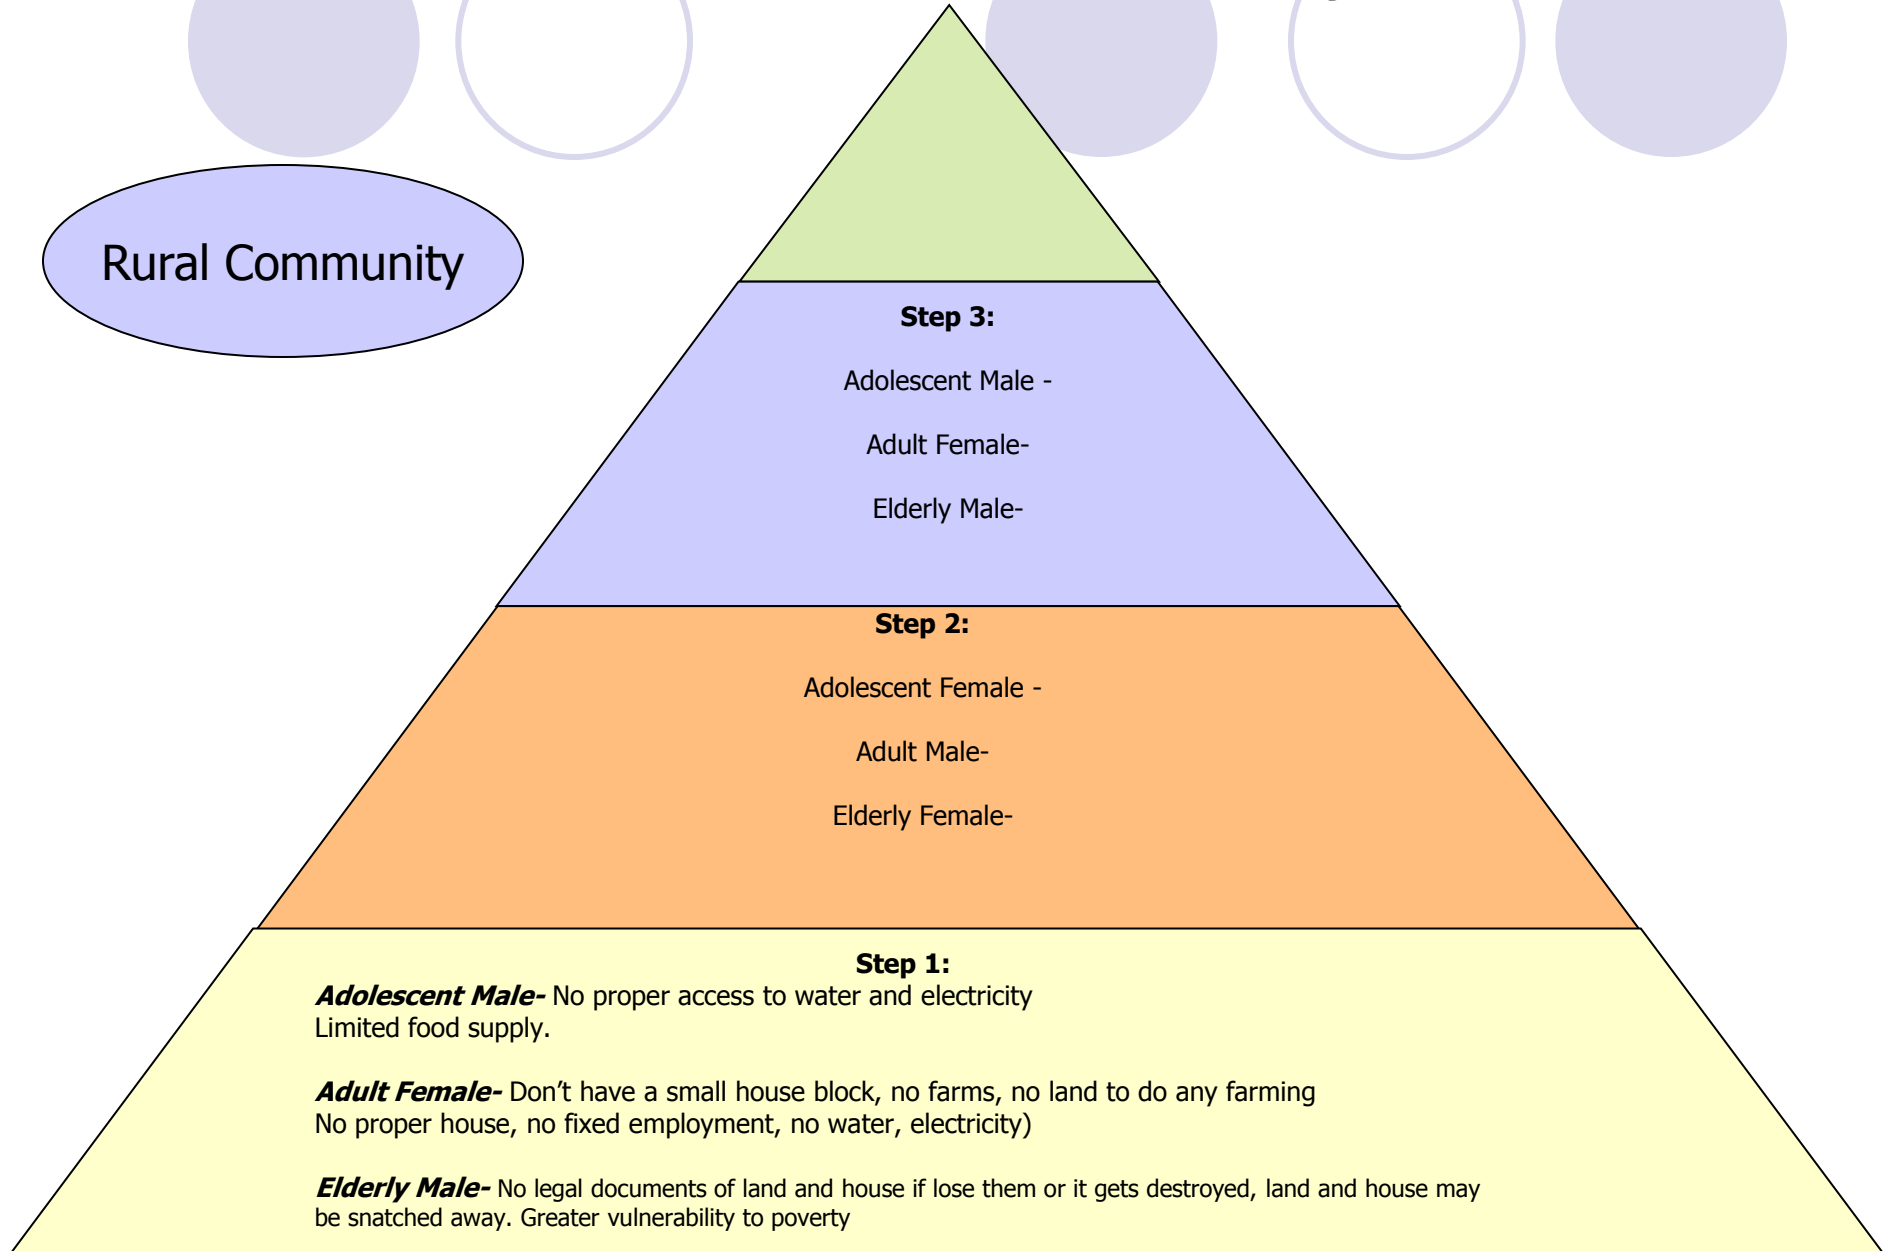 Rural Community
Step 3:
Adolescent Male -
Adult Female-
Elderly Male-
Step 2:
Adolescent Female -
Adult Male-
Elderly Female-
Step 1:
Adolescent Male- No proper access to water and electricity
Limited food supply.
Adult Female- Don’t have a small house block, no farms, no land to do any farming
No proper house, no fixed employment, no water, electricity)
Elderly Male- No legal documents of land and house if lose them or it gets destroyed, land and house may
be snatched away. Greater vulnerability to poverty